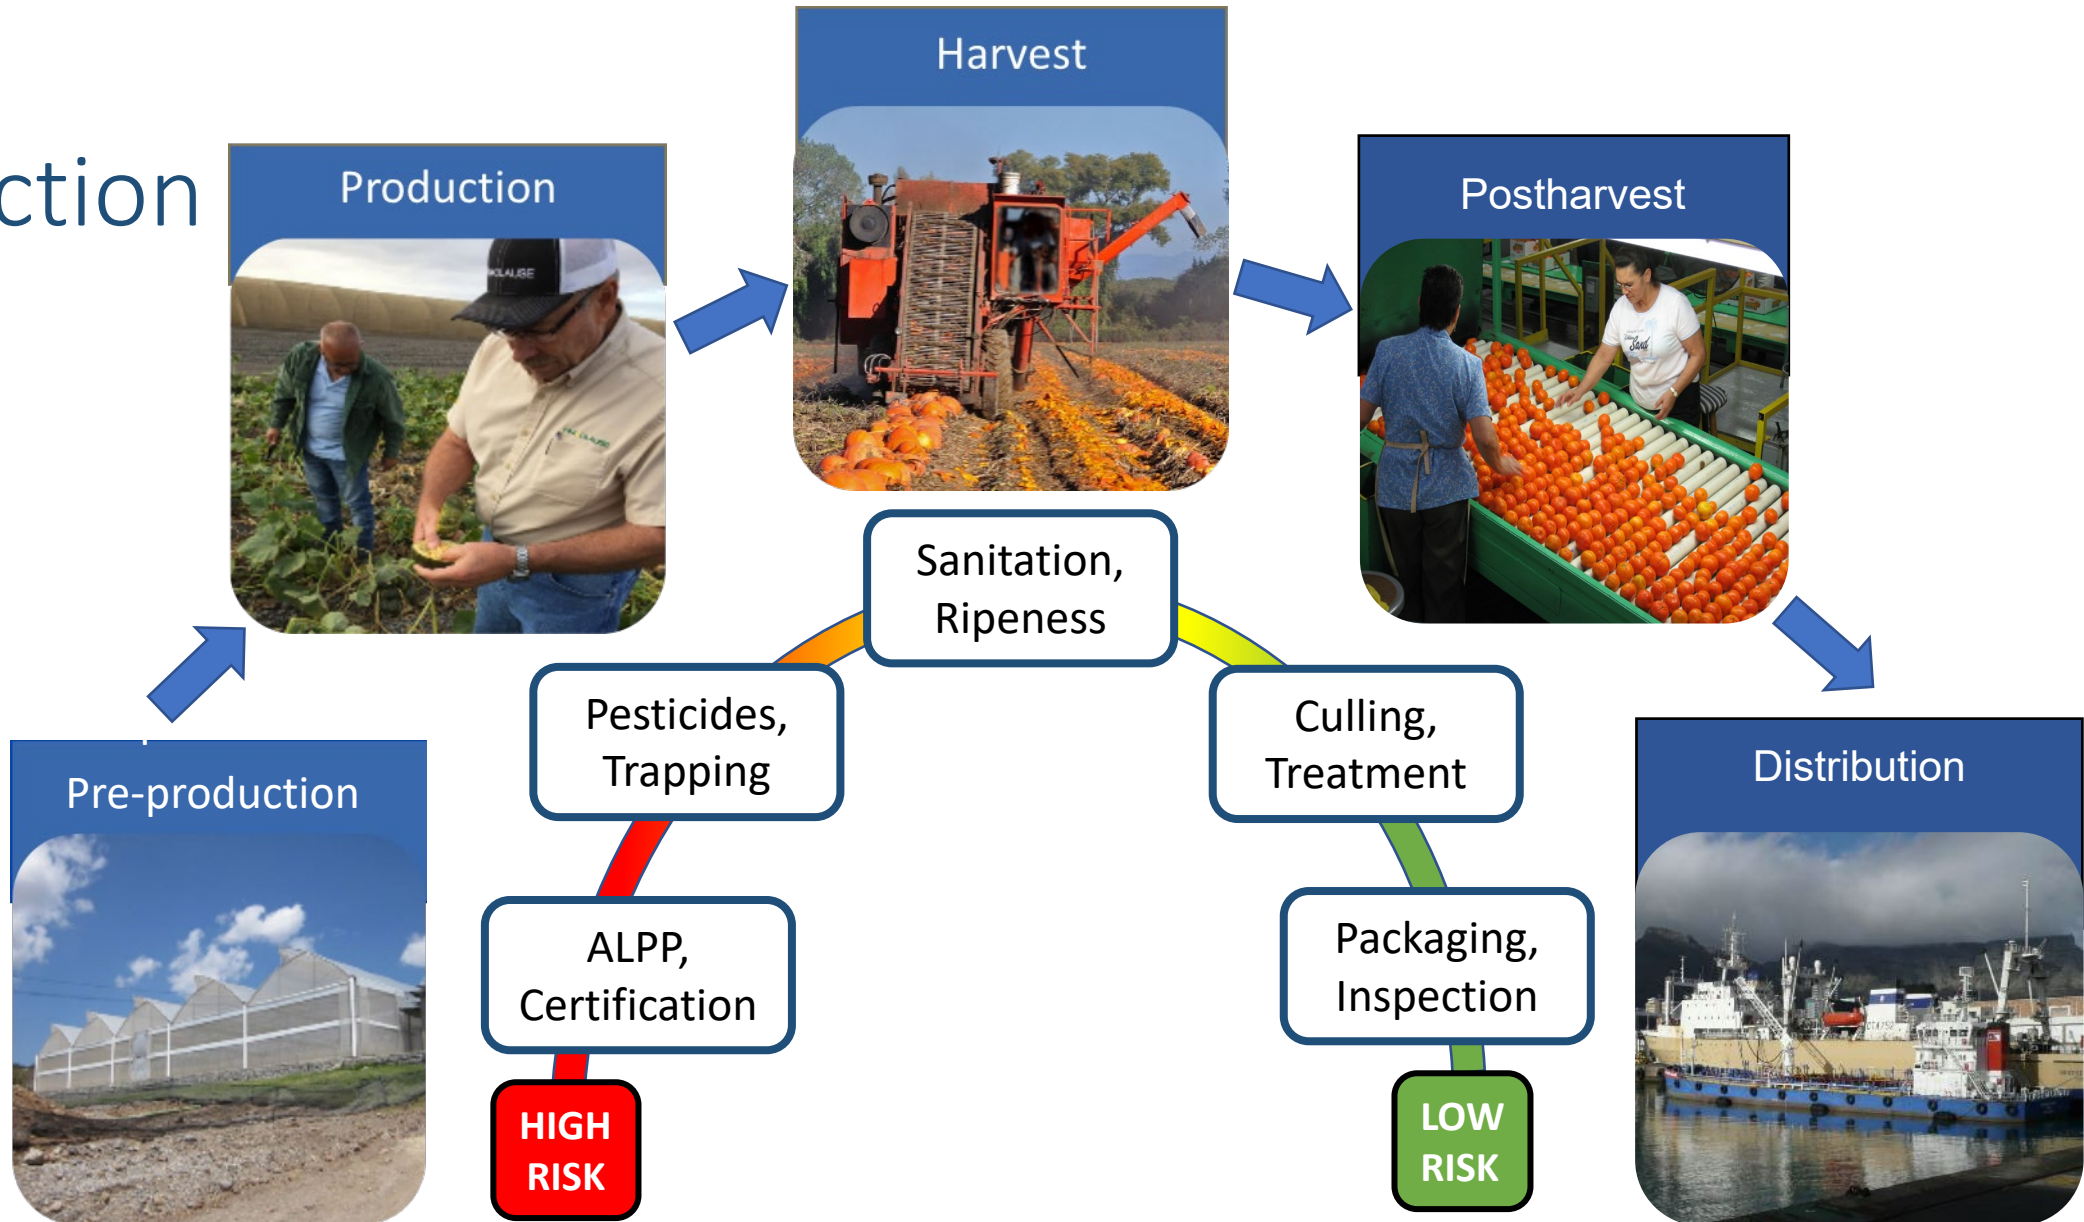 ction
Production
Harvest
Postharvest
Pre-production
Distribution
Sanitation,
Ripeness
Pesticides,
Trapping
Culling,
Treatment
ALPP,
Certification
Packaging,
Inspection
HIGH
RISK
LOW
RISK